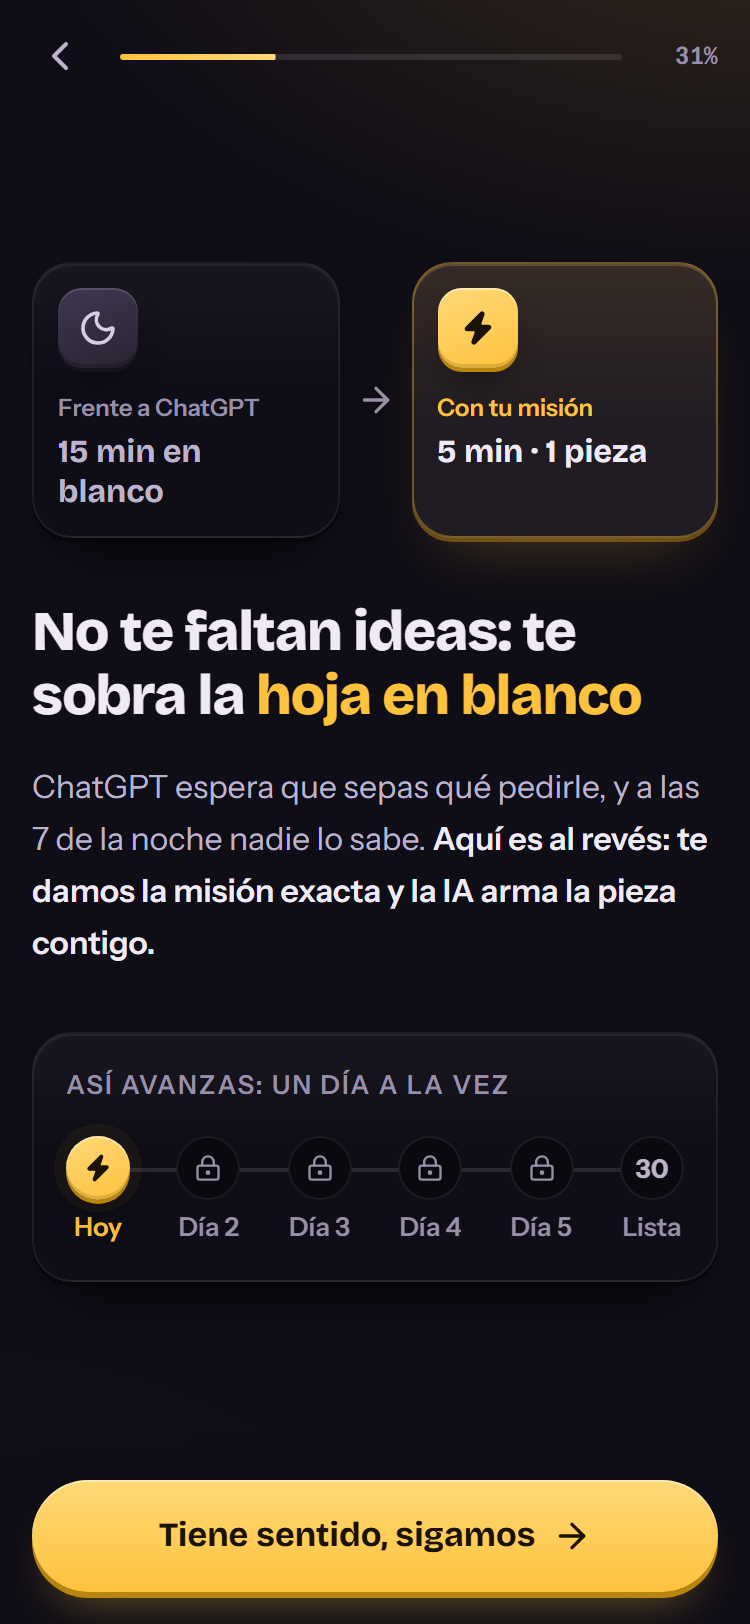 31%
Frente a ChatGPT
15 min en
blanco
Con tu misión
5 min · 1 pieza
No te faltan ideas: te
sobra la hoja en blanco
ChatGPT espera que sepas qué pedirle, y a las
7 de la noche nadie lo sabe. Aquí es al revés: te
damos la misión exacta y la IA arma la pieza
contigo.
ASÍ AVANZAS: UN DÍA A LA VEZ
30
Hoy Día 2 Día 3 Día 4 Día 5 Lista
Tiene sentido, sigamos